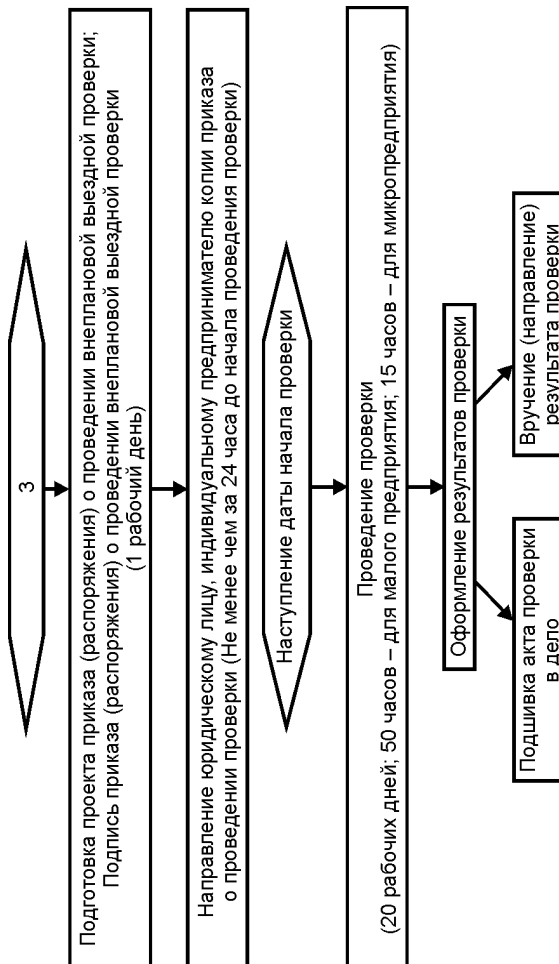 3
Подготовка проекта приказа (распоряжения) о проведении внеплановой выездной проверки;
Подпись приказа (распоряжения) о проведении внеплановой выездной проверки
(1 рабочий день)
Направление юридическому лицу, индивидуальному предпринимателю копии приказа
о проведении проверки (Не менее чем за 24 часа до начала проведения проверки)
Наступление даты начала проверки
Проведение проверки
(20 рабочих дней; 50 часов – для малого предприятия; 15 часов – для микропредприятия)
Оформление результатов проверки
Подшивка акта проверки
в дело
Вручение (направление)
результата проверки